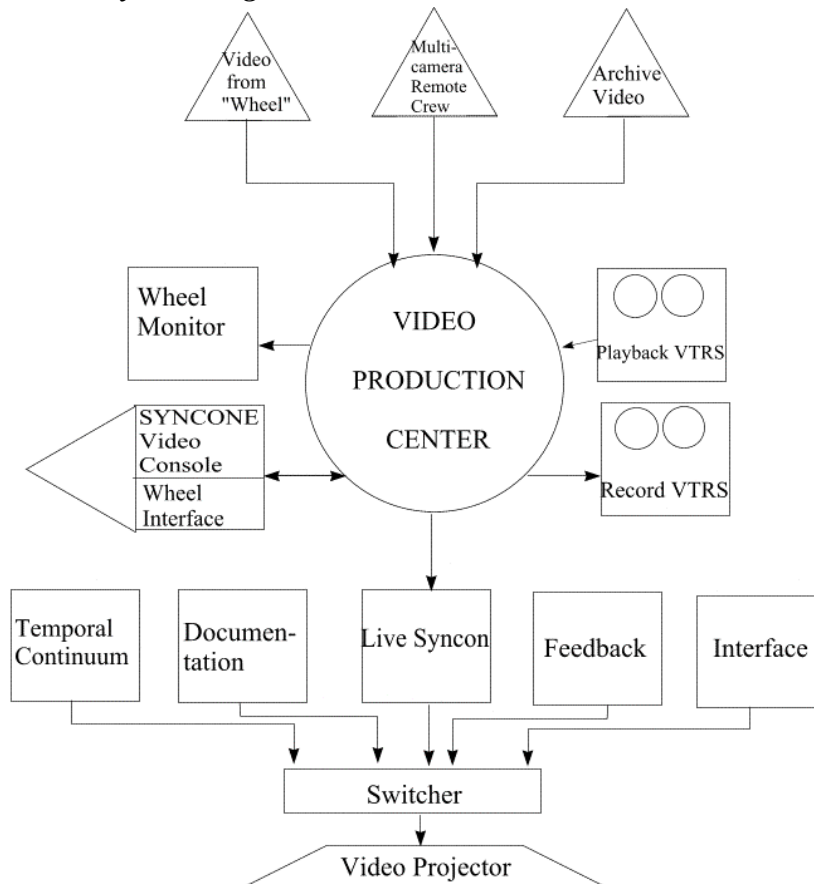 Video
from
"Wheel"
Multi-
camera
Remote
Crew
Archive
Video
Wheel
Monitor
VIDEO
PRODUCTION
CENTER
Playback VTRS
SYNCONE
Video
Console
Wheel
Interface
Record VTRS
Temporal
Continuum
Documen-
tation
Live Syncon
Feedback
Interface
Switcher
Video Projector